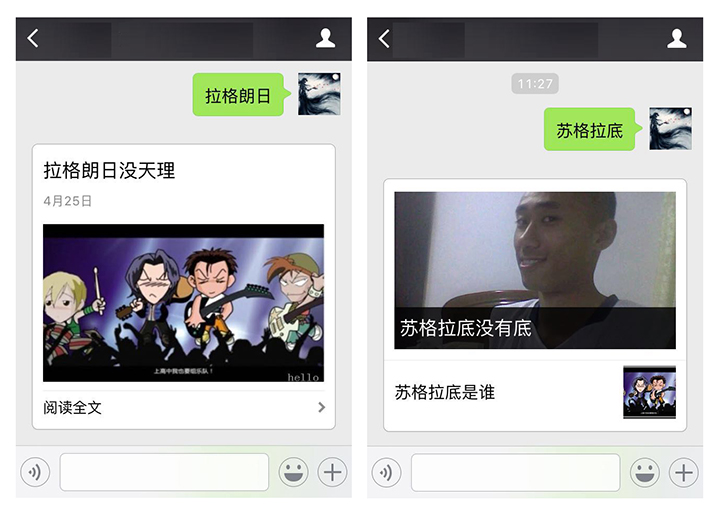 拉格朗日
拉格朗日没天理
4月25日
上高中我也要组乐队!
hello
阅读全文
11:27
苏格拉底
苏格拉底没有底
苏格拉底是谁